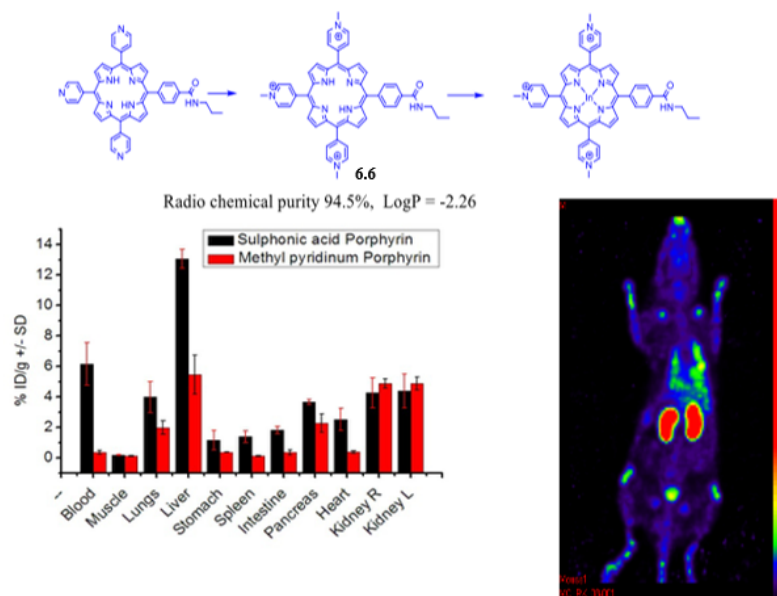 6.6
Radio chemical purity 94.5%, LogP = -2.26
Sulphonic acid Porphyrin
Methyl pyridinum Porphyrin
% ID/g +/- SD
14
12
10
8
6
4
2
0
--
Blood
Muscle
Lungs
Liver
Stomach
Spleen
Intestine
Pancreas
Heart
Kidney R
Kidney L